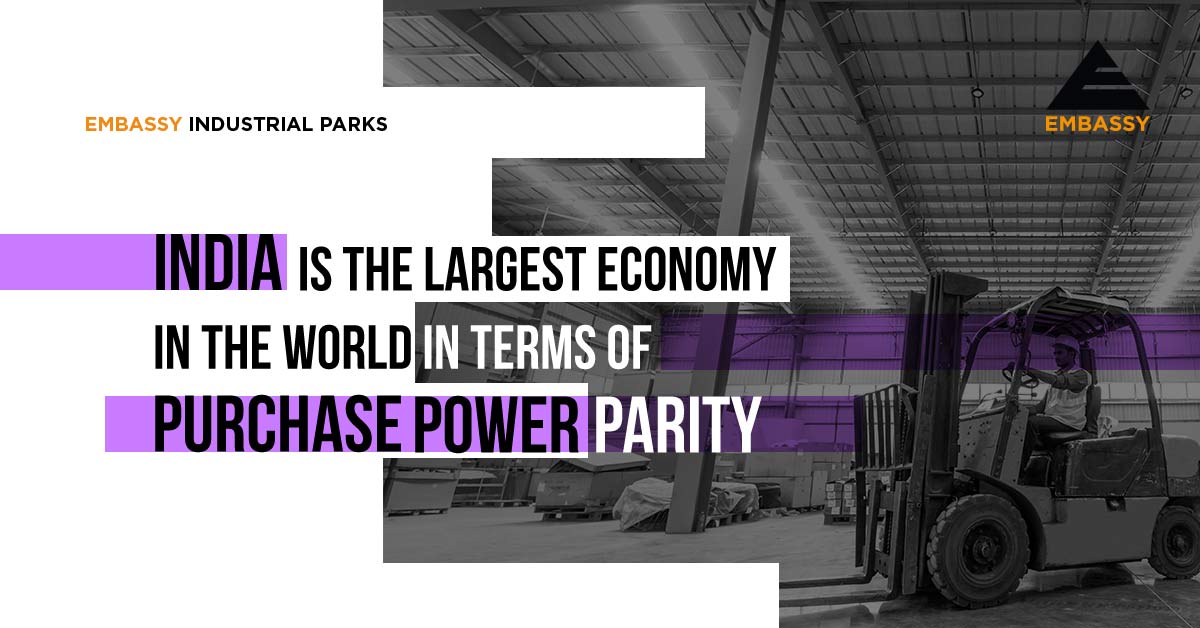 EMBASSY INDUSTRIAL PARKS
EMBASSY
INDIA IS THE LARGEST ECONOMY
IN THE WORLD IN TERMS OF
PURCHASE POWER PARITY